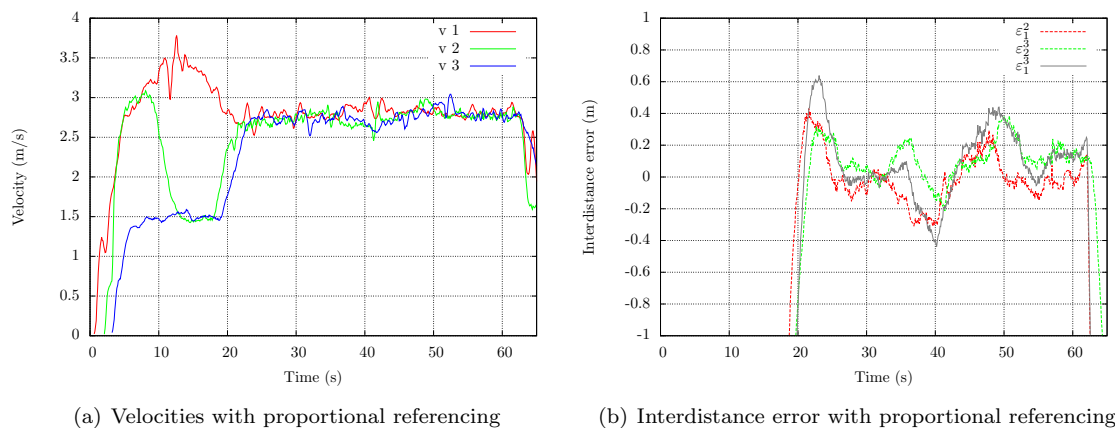 4
3.5
3
2.5
2
1.5
1
0.5
0
0 10 20 30 40 50 60
Velocity (m/s)
Time (s)
v 1
v 2
v 3
(a) Velocities with proportional referencing
1
0.8
0.6
0.4
0.2
0
-0.2
-0.4
-0.6
-0.8
-1
0 10 20 30 40 50 60
Interdistance error (m)
Time (s)
ε₁²
ε₂³
ε₁³
(b) Interdistance error with proportional referencing